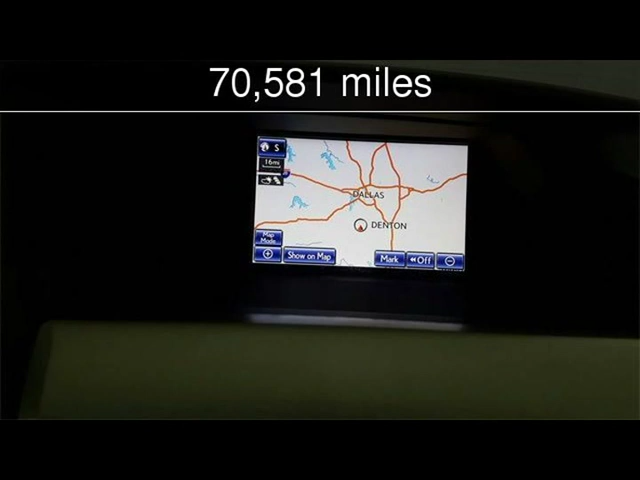 70,581 miles
S
16mi
DALLAS
DENTON
Map
Mode
Show on Map
Mark
Off